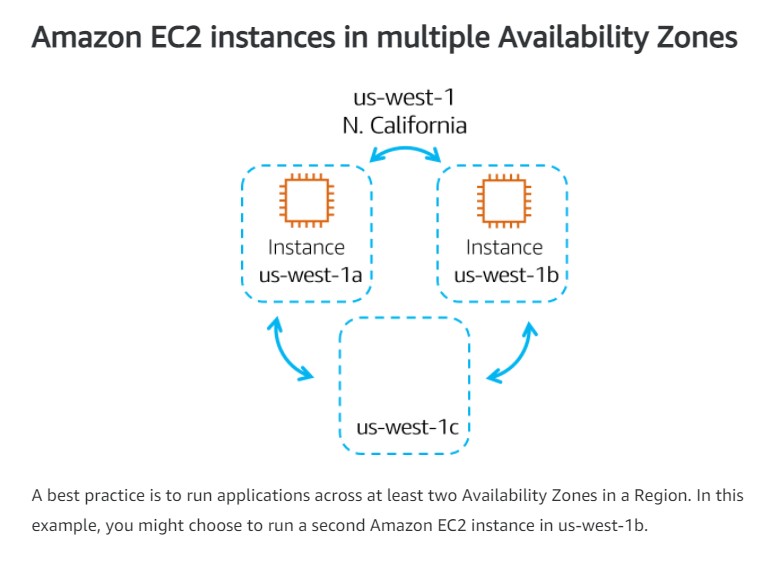 Amazon EC2 instances in multiple Availability Zones
us-west-1
N. California
Instance
us-west-1a
Instance
us-west-1b
us-west-1c
A best practice is to run applications across at least two Availability Zones in a Region. In this
example, you might choose to run a second Amazon EC2 instance in us-west-1b.